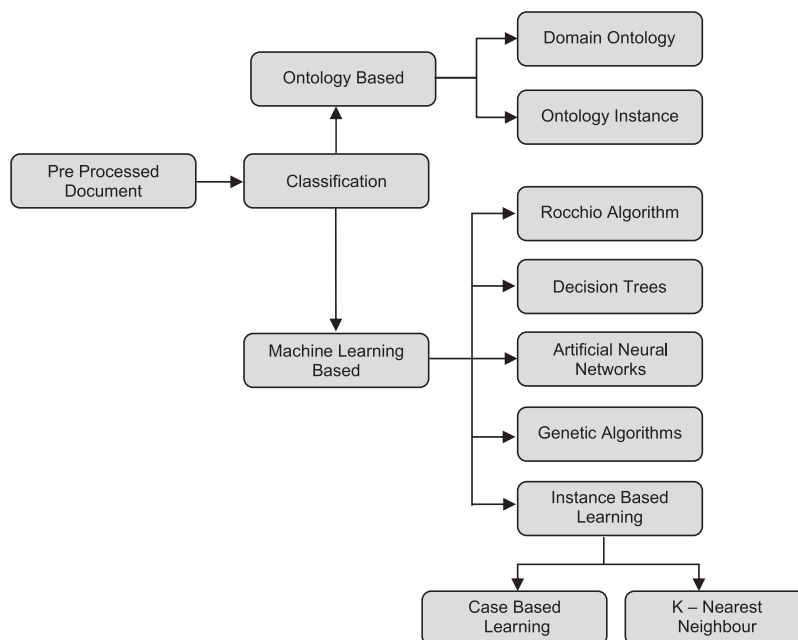 Domain Ontology
Ontology Based
Ontology Instance
Pre Processed
Document
Classification
Rocchio Algorithm
Decision Trees
Machine Learning
Based
Artificial Neural
Networks
Genetic Algorithms
Instance Based
Learning
Case Based
Learning
K – Nearest
Neighbour